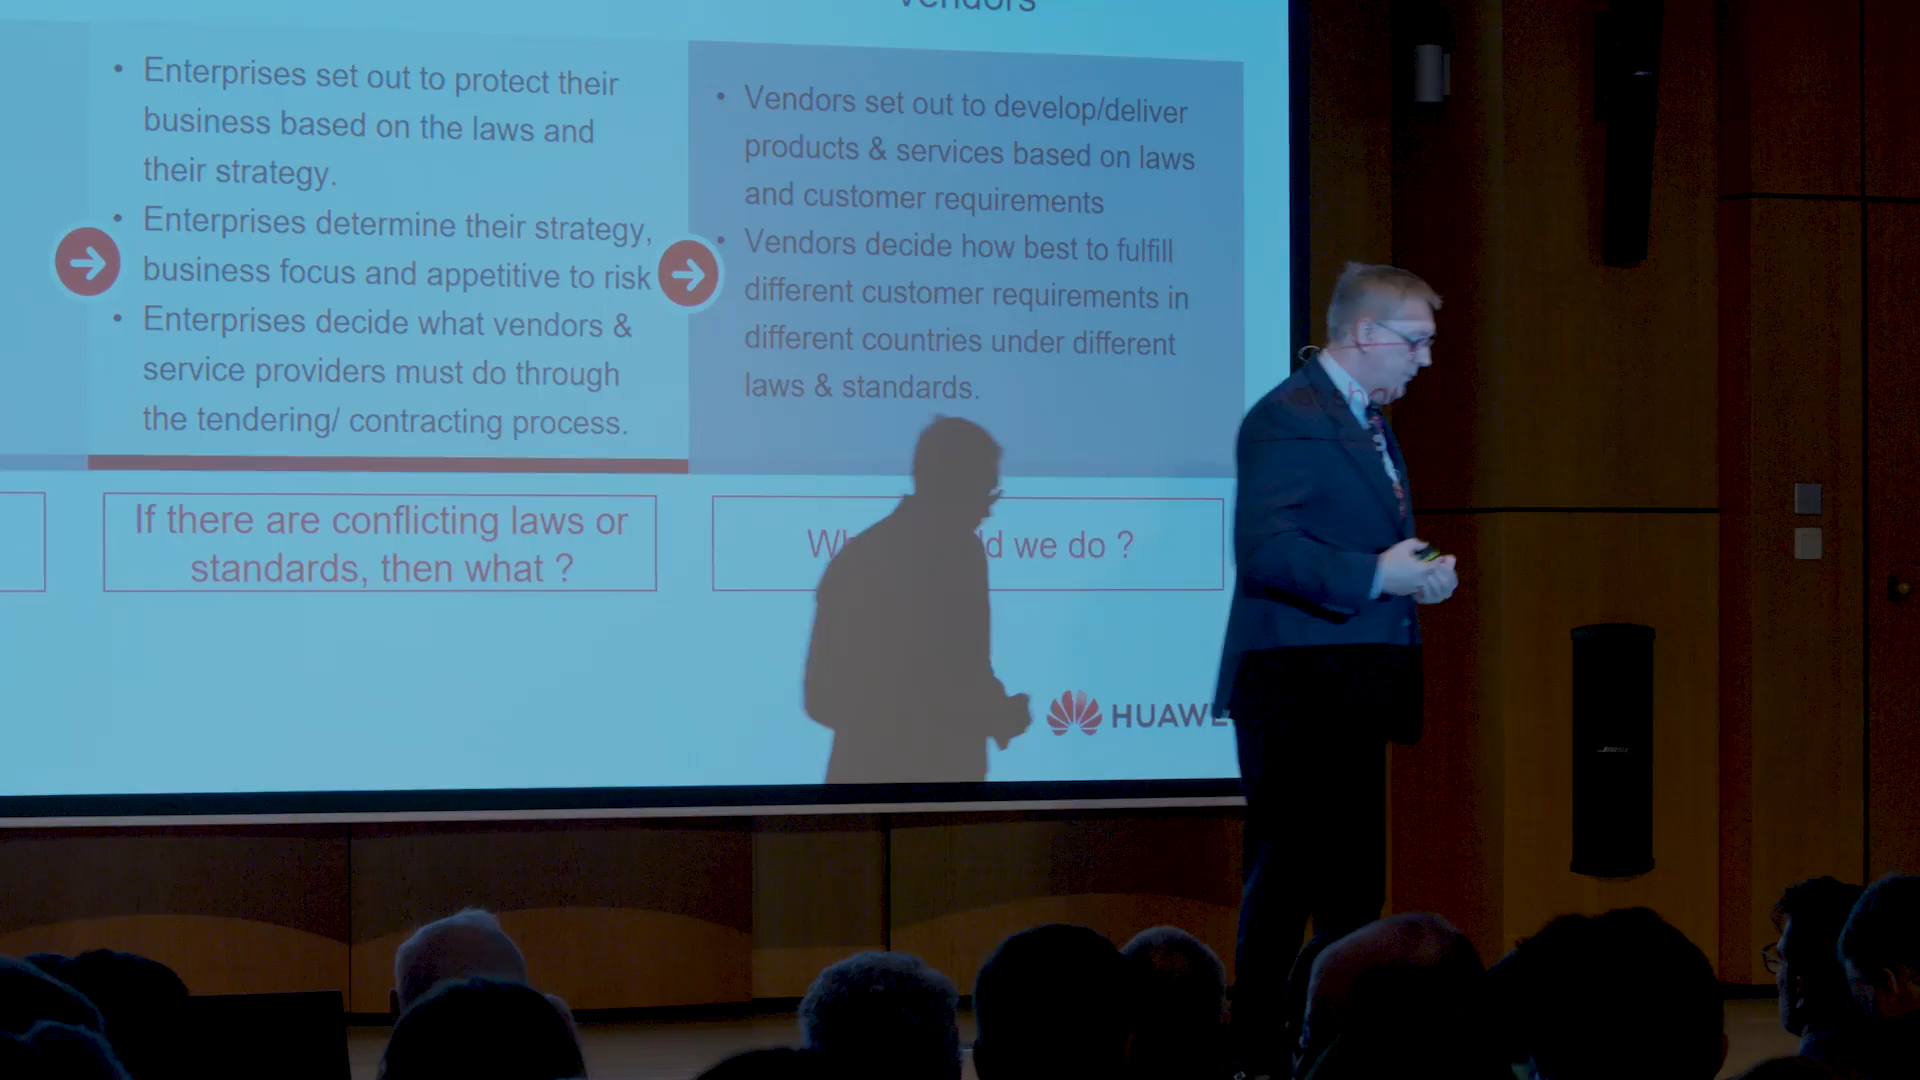 Vendors
• Enterprises set out to protect their
business based on the laws and
their strategy.
• Enterprises determine their strategy,
business focus and appetitive to risk
• Enterprises decide what vendors &
service providers must do through
the tendering/ contracting process.
• Vendors set out to develop/deliver
products & services based on laws
and customer requirements
• Vendors decide how best to fulfill
different customer requirements in
different countries under different
laws & standards.
If there are conflicting laws or
standards, then what ?
we do ?
HUAWE
BOSE